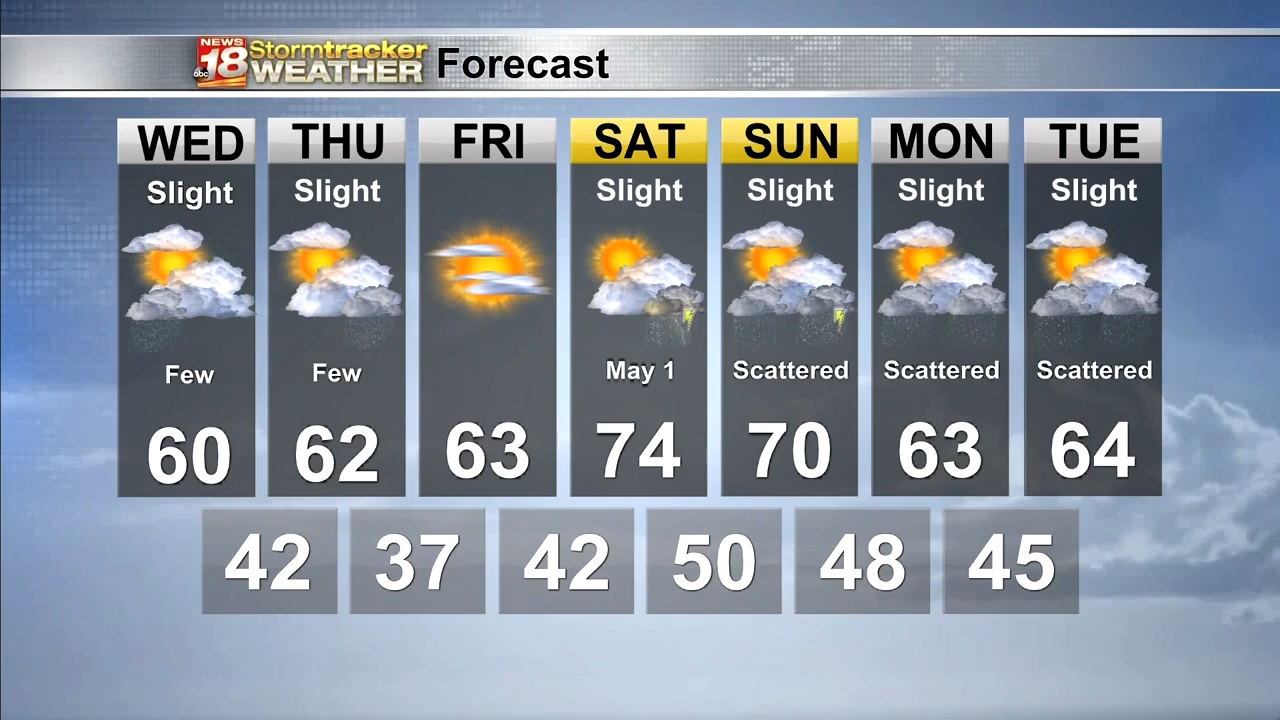 NEWS
abc 18 Stormtracker
WEATHER Forecast
WED THU FRI SAT SUN MON TUE
Slight Slight Slight Slight Slight Slight
Few Few May 1 Scattered Scattered Scattered
60 62 63 74 70 63 64
42 37 42 50 48 45